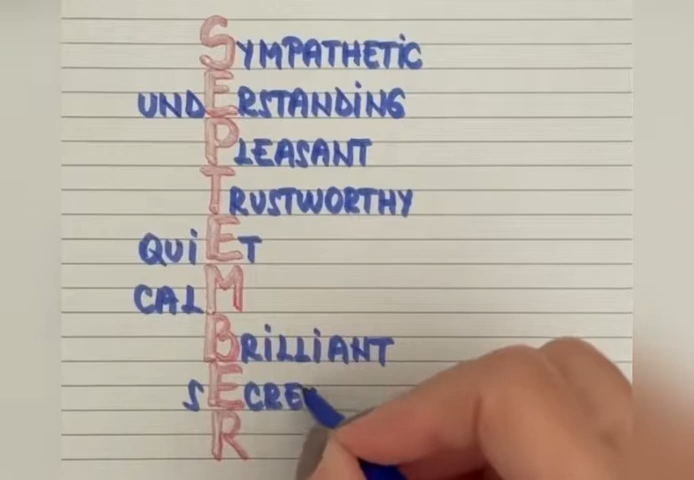 SYMPATHETIC
UNDERSTANDING
PLEASANT
TRUSTWORTHY
QUIET
CALM
BRILLIANT
SECRE
R